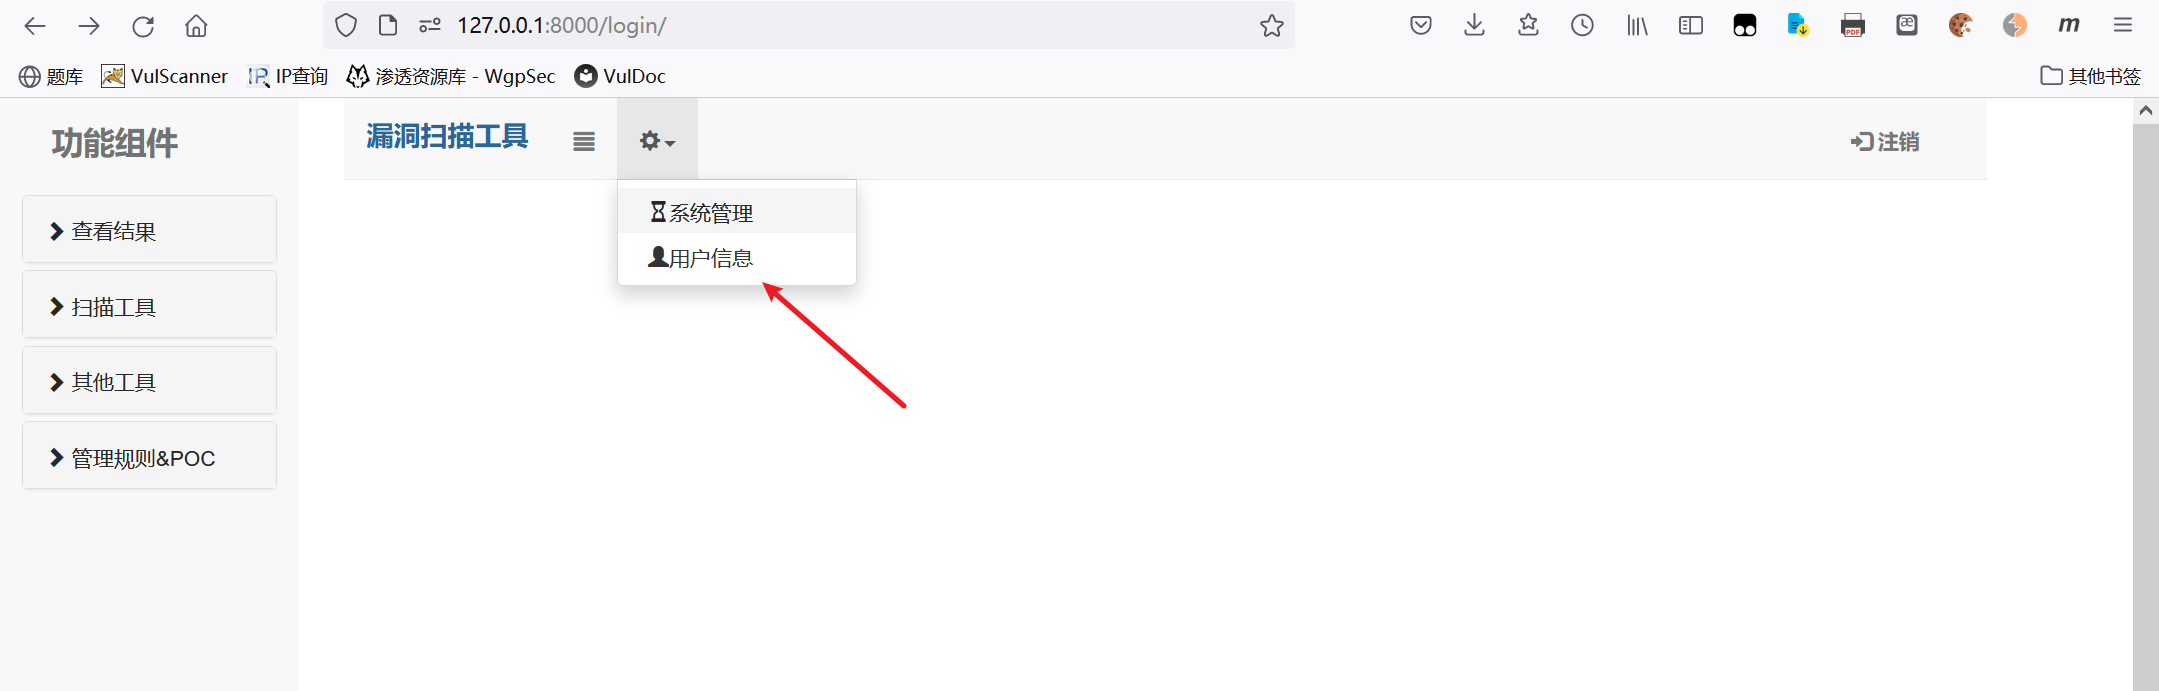 127.0.0.1:8000/login/
题库 VulScanner IP查询 渗透资源库 - WgpSec VulDoc 其他书签
功能组件
漏洞扫描工具 注销
系统管理
用户信息
查看结果
扫描工具
其他工具
管理规则&POC